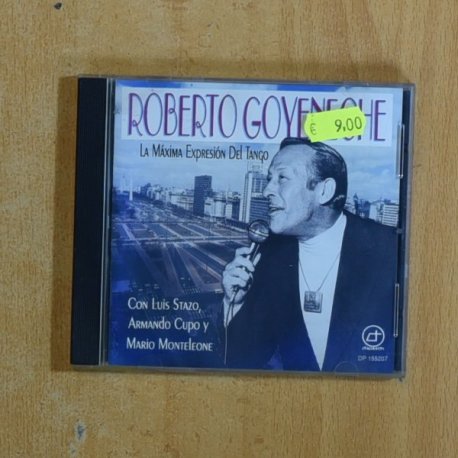 ROBERTO GOYENECHE
€ 9.00
LA MÁXIMA EXPRESIÓN DEL TANGO
CON LUIS STAZO,
ARMANDO CUPO Y
MARIO MONTELEONE
DP 155207